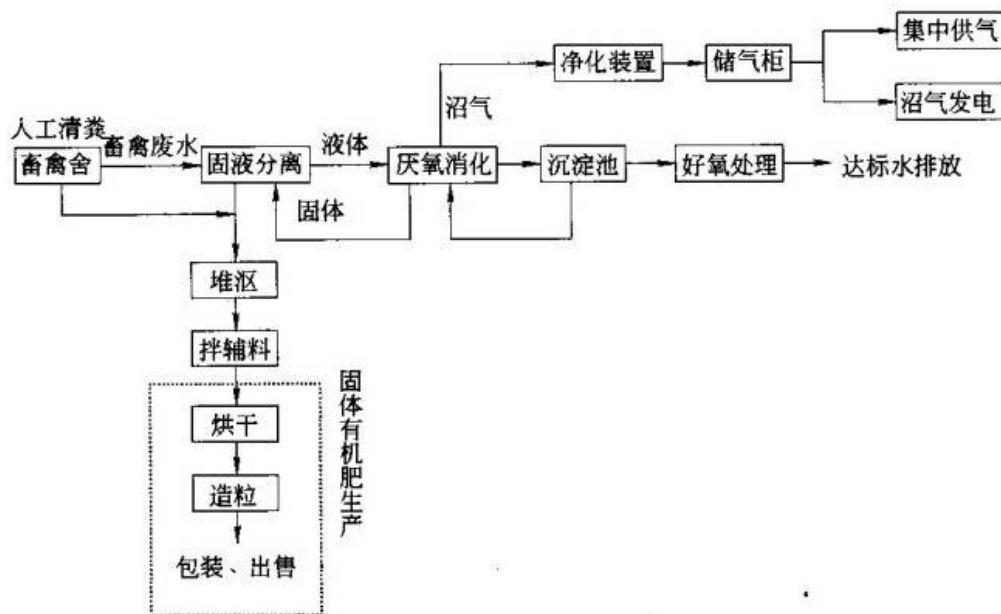 集中供气
净化装置
储气柜
沼气发电
沼气
人工清粪
畜禽废水
液体
畜禽舍
固液分离
厌氧消化
沉淀池
好氧处理
达标水排放
固体
堆沤
拌辅料
固体有机肥生产
烘干
造粒
包装、出售